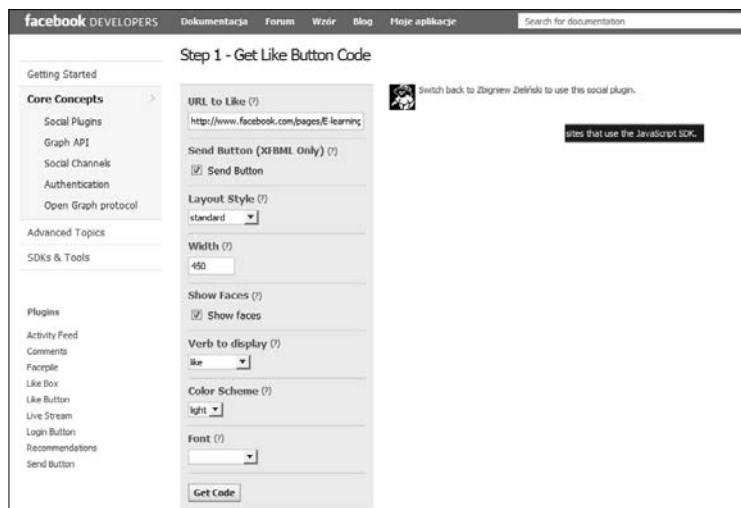 facebook DEVELOPERS
Dokumentacja Forum Wzór Blog Moje aplikacje
Search for documentation
Getting Started
Core Concepts
Social Plugins
Graph API
Social Channels
Authentication
Open Graph protocol
Advanced Topics
SDKs & Tools
Plugins
Activity Feed
Comments
Facepile
Like Box
Like Button
Live Stream
Login Button
Recommendations
Send Button
Step 1 - Get Like Button Code
URL to Like (?)
http://www.facebook.com/pages/E-learning
Send Button (XFBML Only) (?)
Send Button
Layout Style (?)
standard
Width (?)
450
Show Faces (?)
Show faces
Verb to display (?)
like
Color Scheme (?)
light
Font (?)
Get Code
Switch back to Zbigniew Zieliński to use this social plugin.
sites that use the JavaScript SDK.